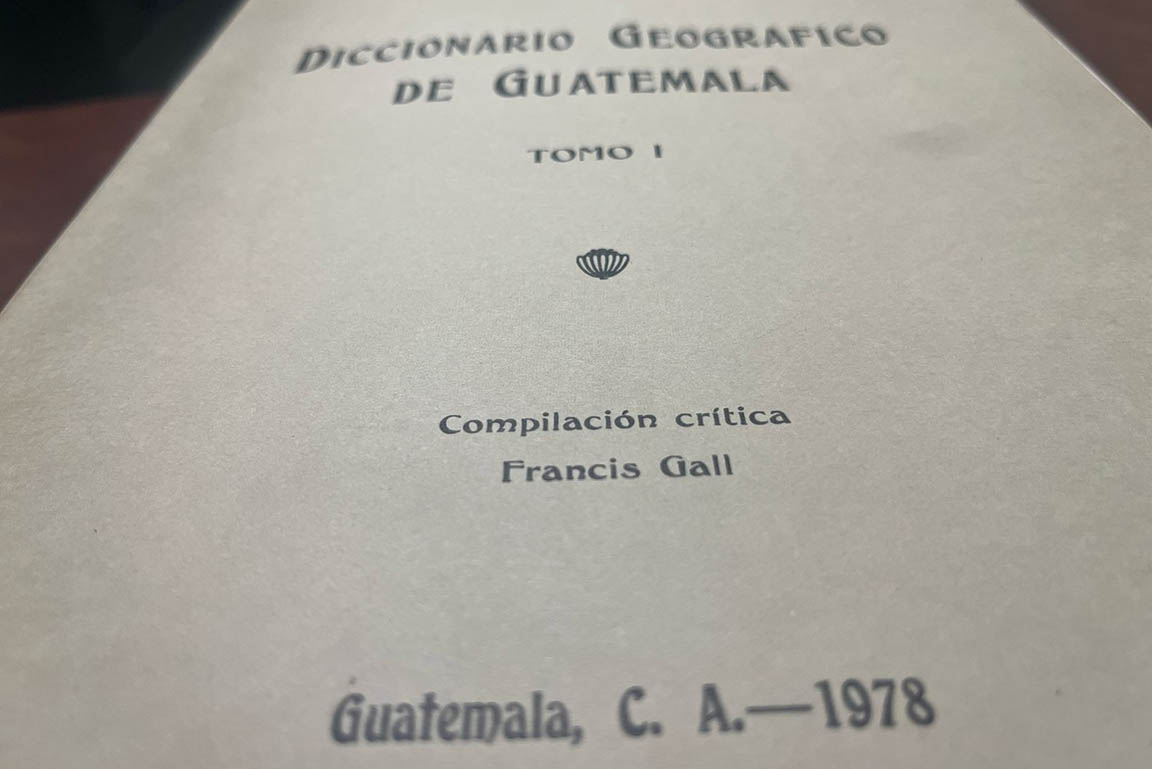 DICCIONARIO GEOGRAFICO
DE GUATEMALA
TOMO I
Compilación crítica
Francis Gall
Guatemala, C. A.—1978